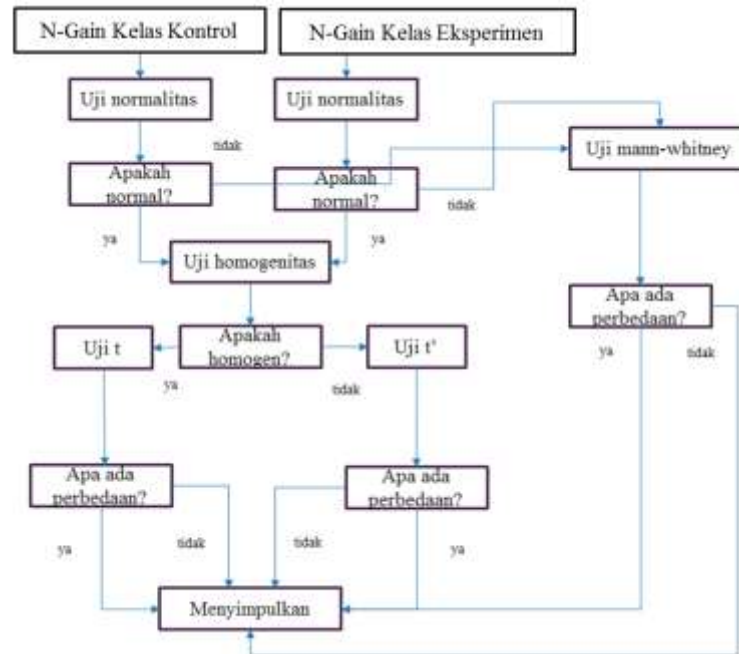 N-Gain Kelas Kontrol
N-Gain Kelas Eksperimen
Uji normalitas
Uji normalitas
tidak
Uji mann-whitney
Apakah
normal?
Apakah
normal?
tidak
ya
ya
Uji homogenitas
Apa ada
perbedaan?
Uji t
Apakah
homogen?
Uji t'
ya
tidak
ya
tidak
Apa ada
perbedaan?
Apa ada
perbedaan?
ya
tidak
tidak
ya
Menyimpulkan